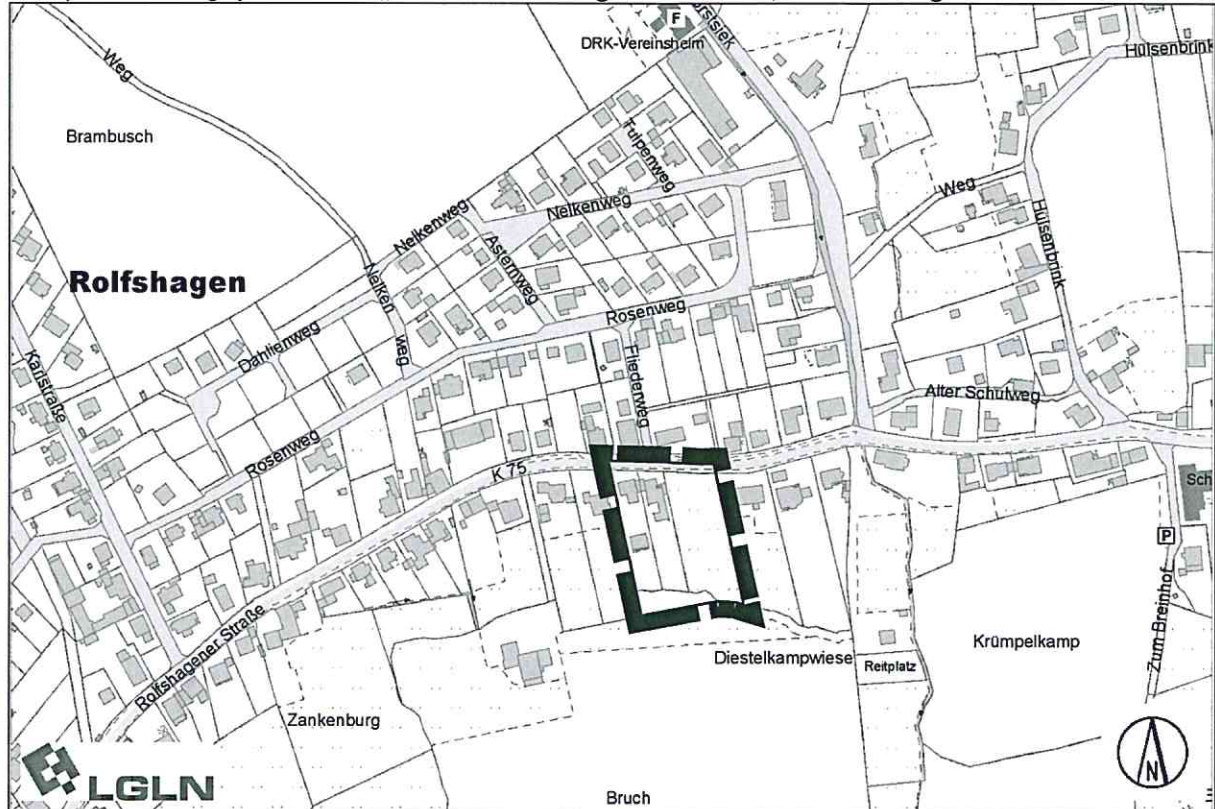 F
DRK-Vereinsheim
Hülsenbrink
Weg
Brambusch
Tulpenweg
Nelkenweg
Nelkenweg
Weg
Hülsenbrink
Asternweg
Rolfshagen
Nelken
weg
Rosenweg
Dahlienweg
Karlstraße
Fliederweg
Alter Schulweg
Rosenweg
K 75
Sch
P
Rolfshagener Straße
Zum Breinhof
Krümpelkamp
Diestelkampwiese
Reitplatz
Zankenburg
N
LGLN
Bruch